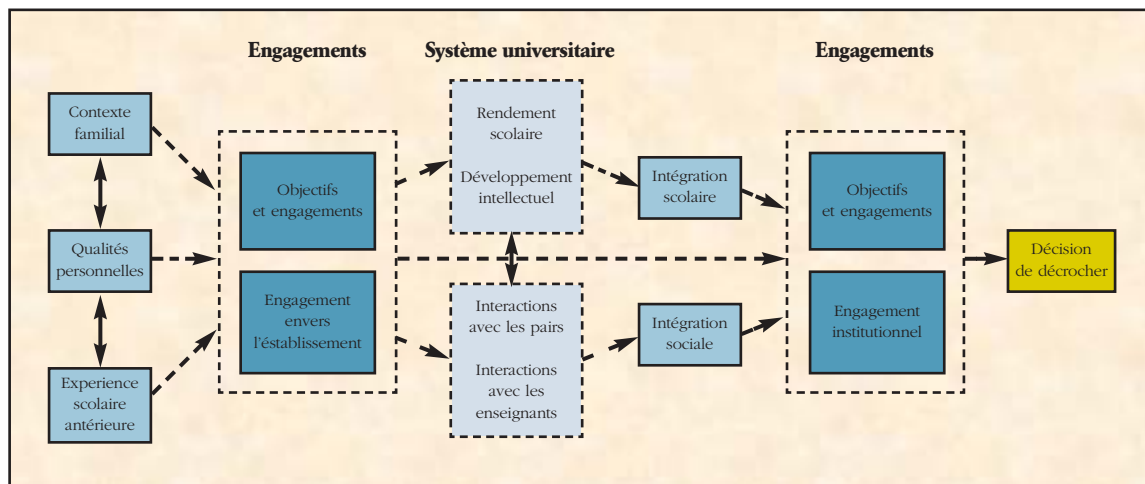 Engagements
Système universitaire
Engagements
Contexte
familial
Qualités
personnelles
Experience
scolaire
antérieure
Objectifs
et engagements
Engagement
envers
l'éstablissement
Rendement
scolaire
Développement
intellectuel
Interactions
avec les pairs
Interactions
avec les
enseignants
Intégration
scolaire
Intégration
sociale
Objectifs
et engagements
Engagement
institutionnel
Décision
de décrocher